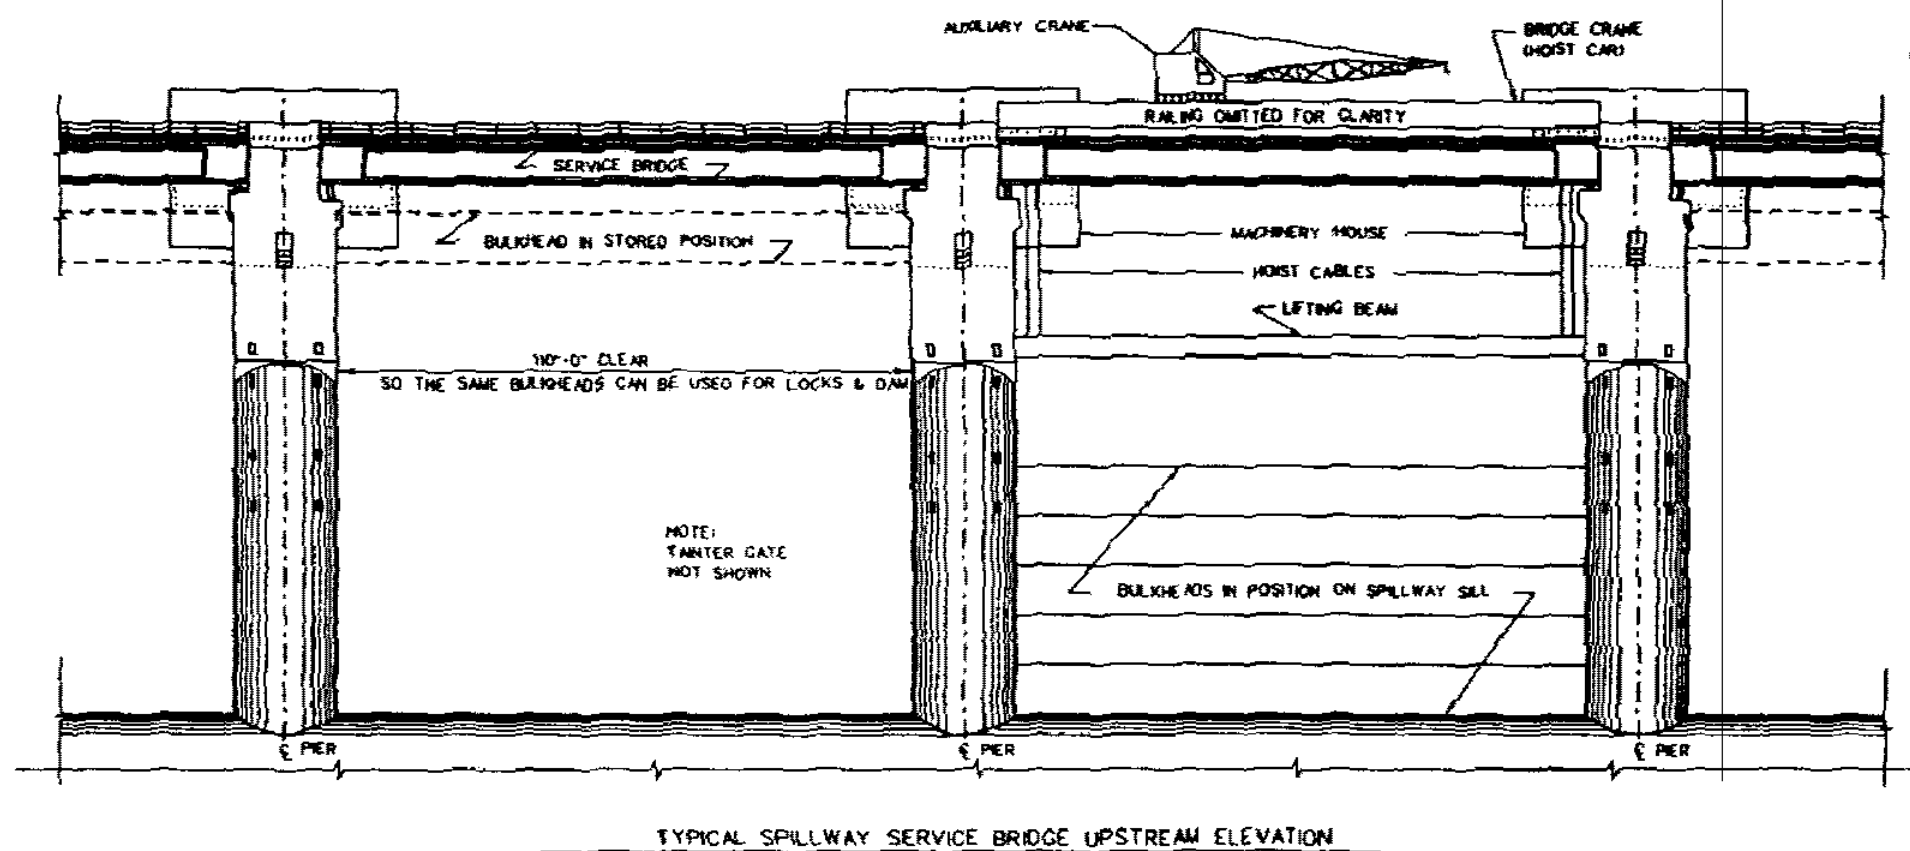 AUXILIARY CRANE
BRIDGE CRANE
(HOIST CAR)
RAILING OMITTED FOR CLARITY
SERVICE BRIDGE
BULKHEAD IN STORED POSITION
MACHINERY HOUSE
HOIST CABLES
LIFTING BEAM
110'-0" CLEAR
SO THE SAME BULKHEADS CAN BE USED FOR LOCKS & DAM
NOTE:
TAINTER GATE
NOT SHOWN
BULKHEADS IN POSITION ON SPILLWAY SILL
℄ PIER
℄ PIER
℄ PIER
TYPICAL SPILLWAY SERVICE BRIDGE UPSTREAM ELEVATION